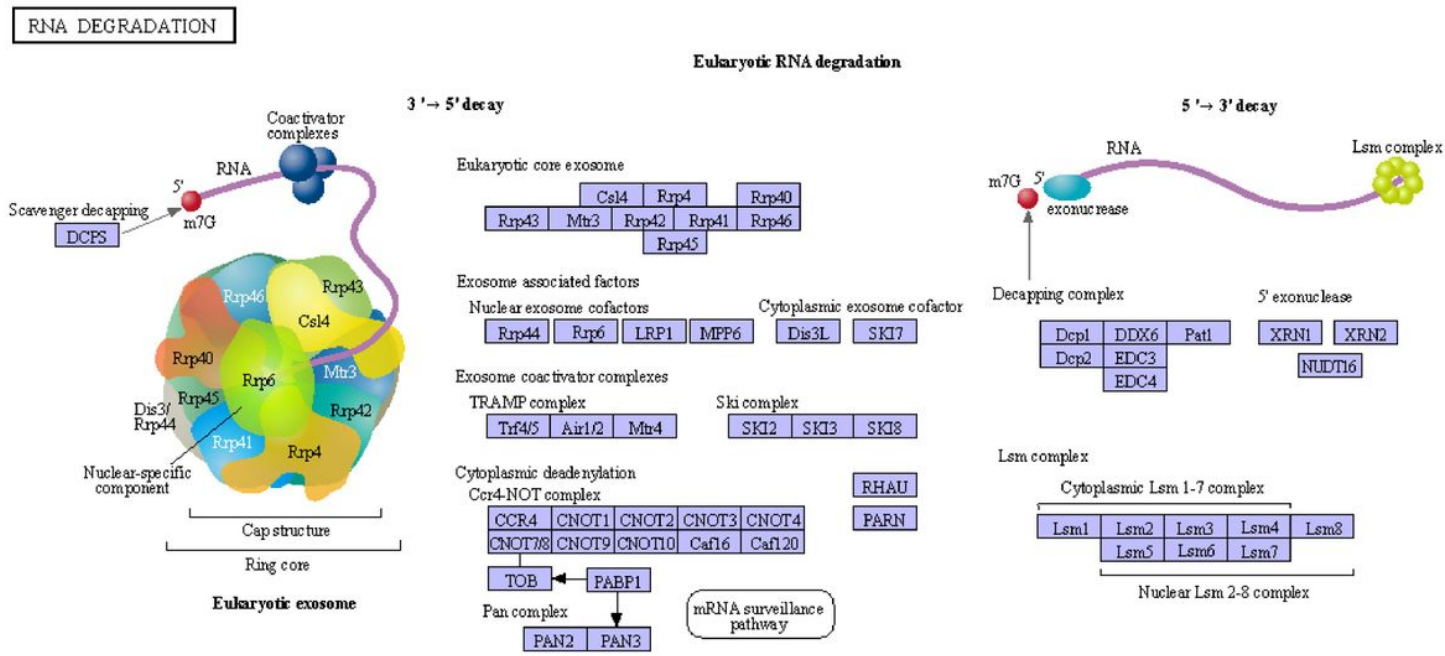 RNA DEGRADATION
Eukaryotic RNA degradation
3'→ 5' decay
Coactivator
complexes
RNA
5'
m7G
Scavenger decapping
DCPS
Rrp46
Rrp43
Csl4
Rrp40
Rrp6
Mtr3
Rrp45
Dis3/
Rrp44
Rrp42
Rrp41
Rrp4
Nuclear-specific
component
Cap structure
Ring core
Eukaryotic exosome
Eukaryotic core exosome
Csl4 Rrp4 Rrp40
Rrp43 Mtr3 Rrp42 Rrp41 Rrp46
Rrp45
Exosome associated factors
Nuclear exosome cofactors
Rrp44 Rrp6 LRP1 MPP6
Cytoplasmic exosome cofactor
Dis3L SKI7
Exosome coactivator complexes
TRAMP complex
Trf4/5 Air1/2 Mtr4
Ski complex
SKI2 SKI3 SKI8
Cytoplasmic deadenylation
Ccr4-NOT complex
CCR4 CNOT1 CNOT2 CNOT3 CNOT4
CNOT7/8 CNOT9 CNOT10 Caf16 Caf120
RHAU
PARN
TOB PABP1
Pan complex
PAN2 PAN3
mRNA surveillance
pathway
5'→ 3' decay
RNA
Lsm complex
m7G 5'
exonucrease
Decapping complex
Dcp1 DDX6 Pat1
Dcp2 EDC3
EDC4
5' exonuclease
XRN1 XRN2
NUDT16
Lsm complex
Cytoplasmic Lsm 1-7 complex
Lsm1 Lsm2 Lsm3 Lsm4 Lsm8
Lsm5 Lsm6 Lsm7
Nuclear Lsm 2-8 complex